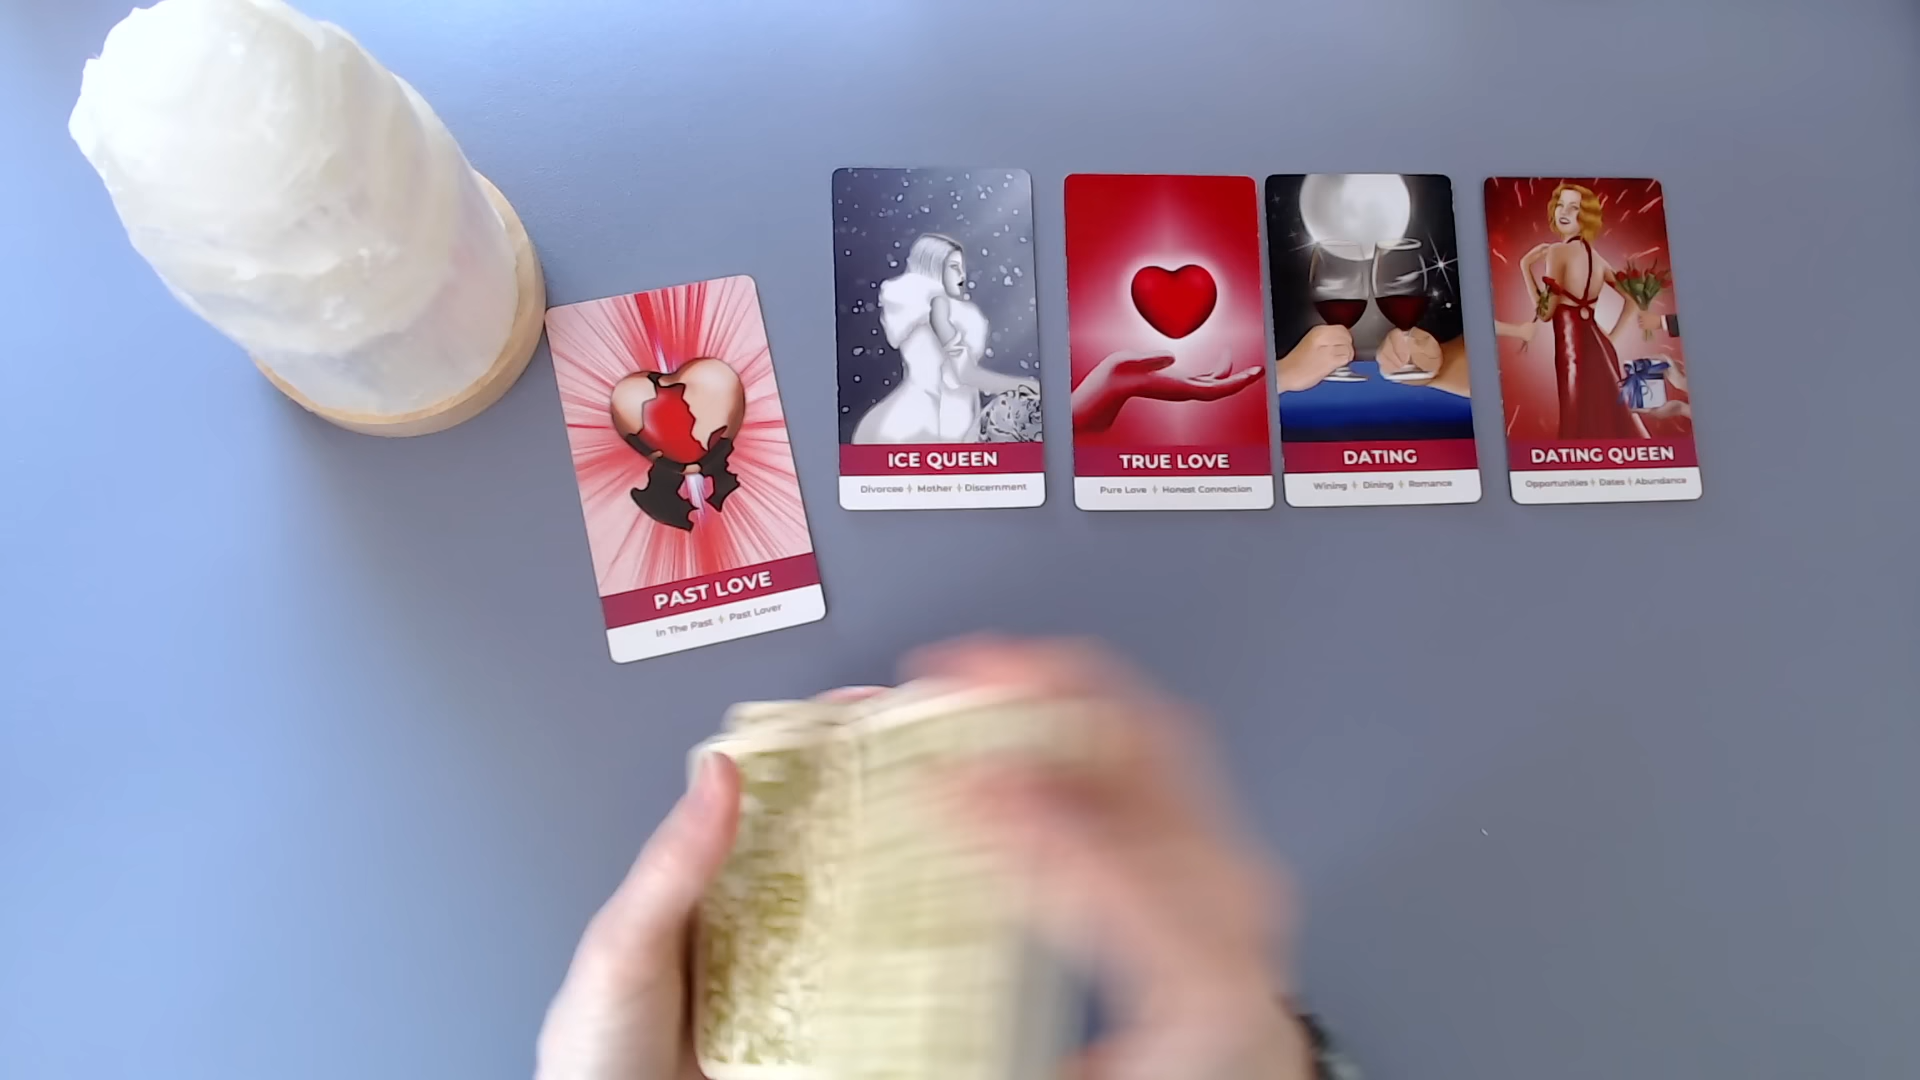 PAST LOVE
In The Past + Past Lover
ICE QUEEN
Divorcee + Mother + Discernment
TRUE LOVE
Pure Love + Honest Connection
DATING
Wining + Dining + Romance
DATING QUEEN
Opportunities + Dates + Abundance